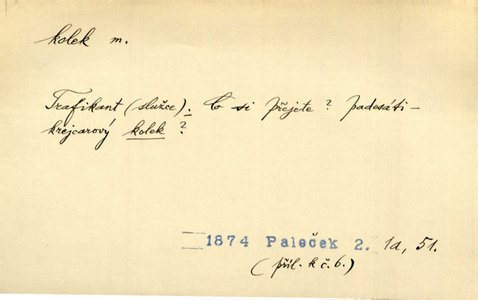 kolek m.
Trafikant (služce): Co si přejete? padesáti-
krejcarový kolek?
1874 Paleček 2. 1a, 51.
(příl. k č. 6.)